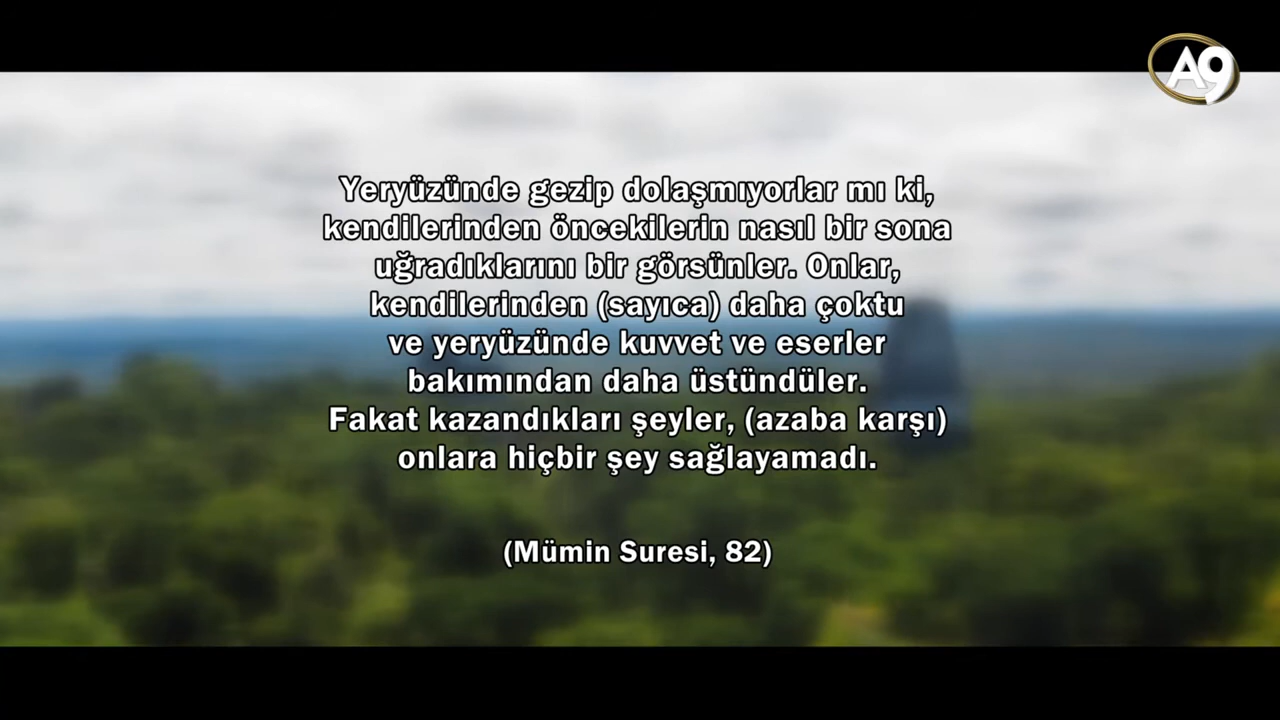 A9
Yeryüzünde gezip dolaşmıyorlar mı ki,
kendilerinden öncekilerin nasıl bir sona
uğradıklarını bir görsünler. Onlar,
kendilerinden (sayıca) daha çoktu
ve yeryüzünde kuvvet ve eserler
bakımından daha üstündüler.
Fakat kazandıkları şeyler, (azaba karşı)
onlara hiçbir şey sağlayamadı.
(Mümin Suresi, 82)